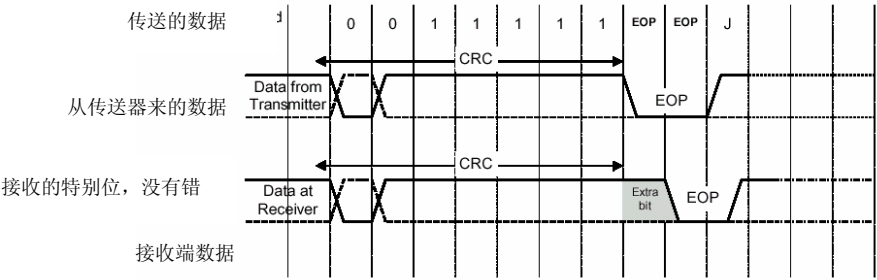 传送的数据
d 0 0 1 1 1 1 1 EOP EOP J
CRC
从传送器来的数据
Data from
Transmitter
EOP
CRC
接收的特别位，没有错
Data at
Receiver
Extra
bit
EOP
接收端数据